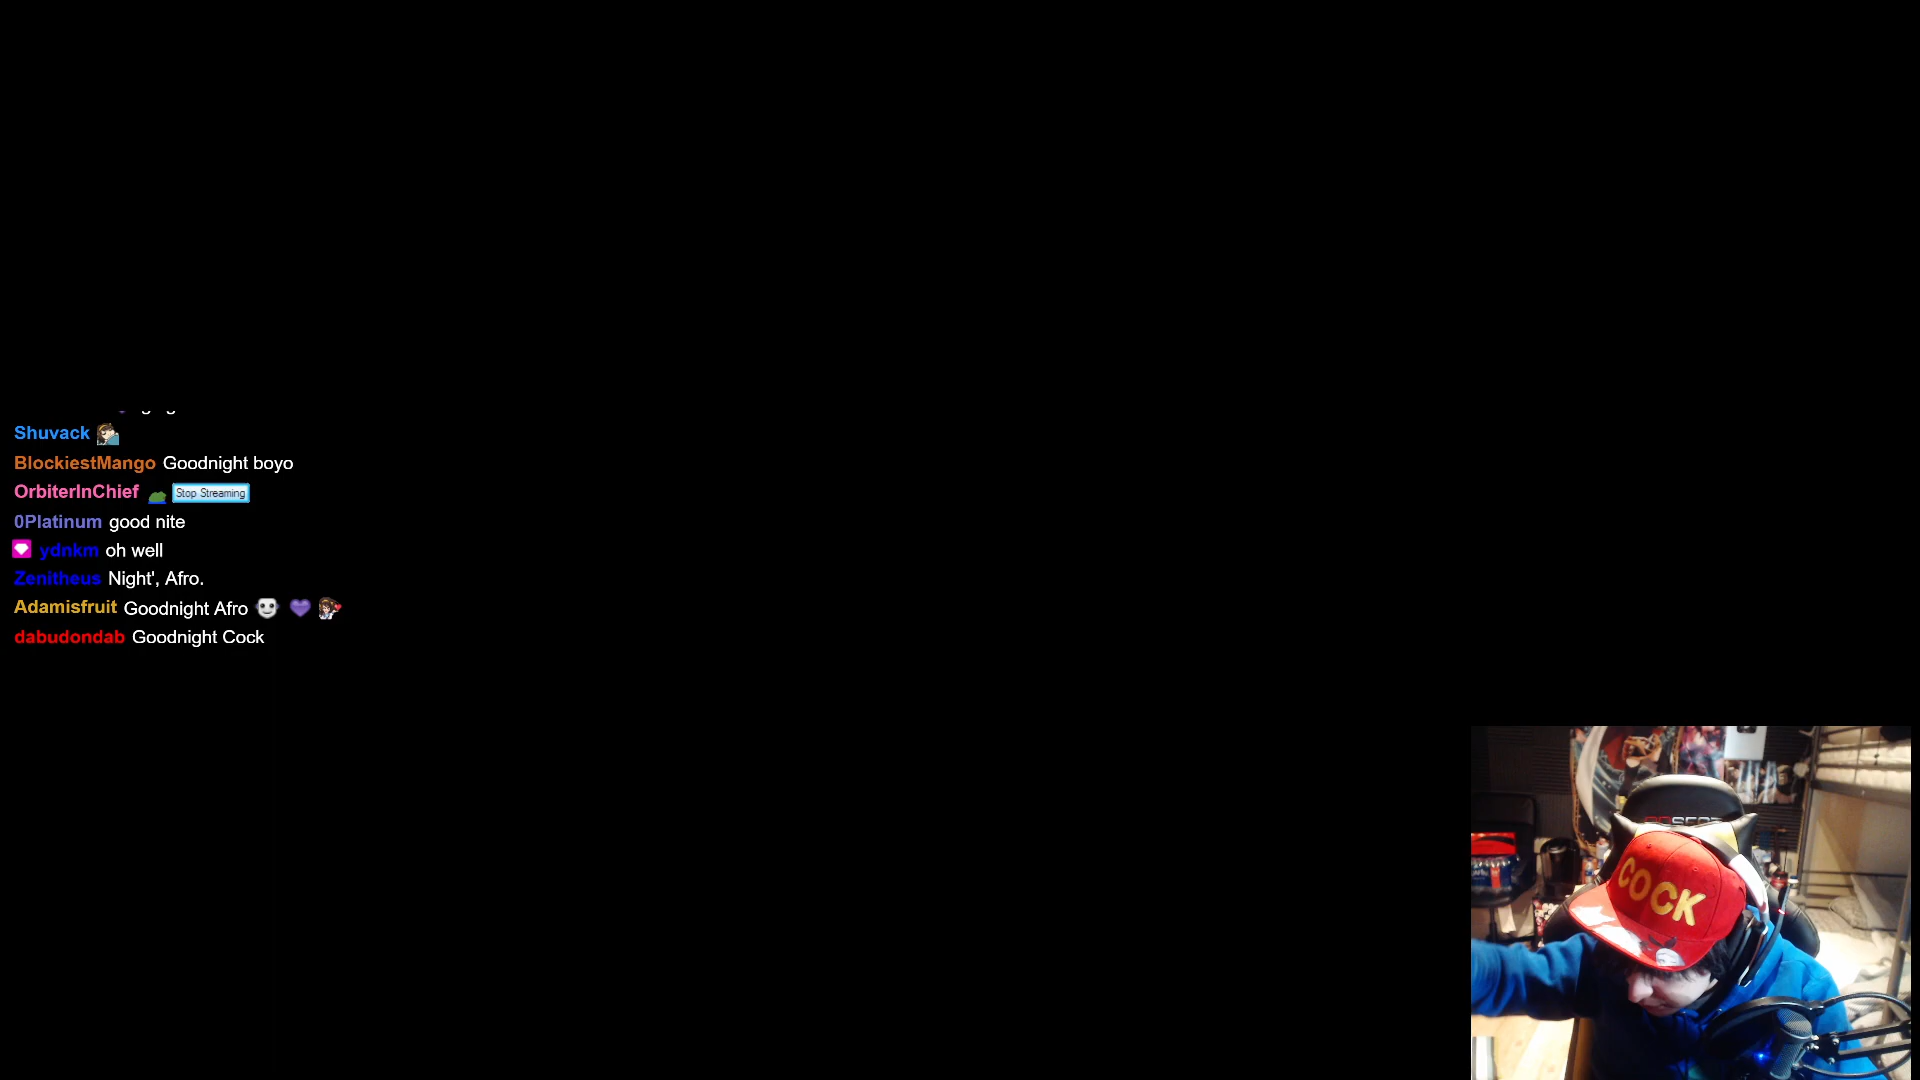 Shuvack
BlockiestMango Goodnight boyo
OrbiterInChief Stop Streaming
0Platinum good nite
ydnkm oh well
Zenitheus Night', Afro.
Adamisfruit Goodnight Afro
dabudondab Goodnight Cock
COCK